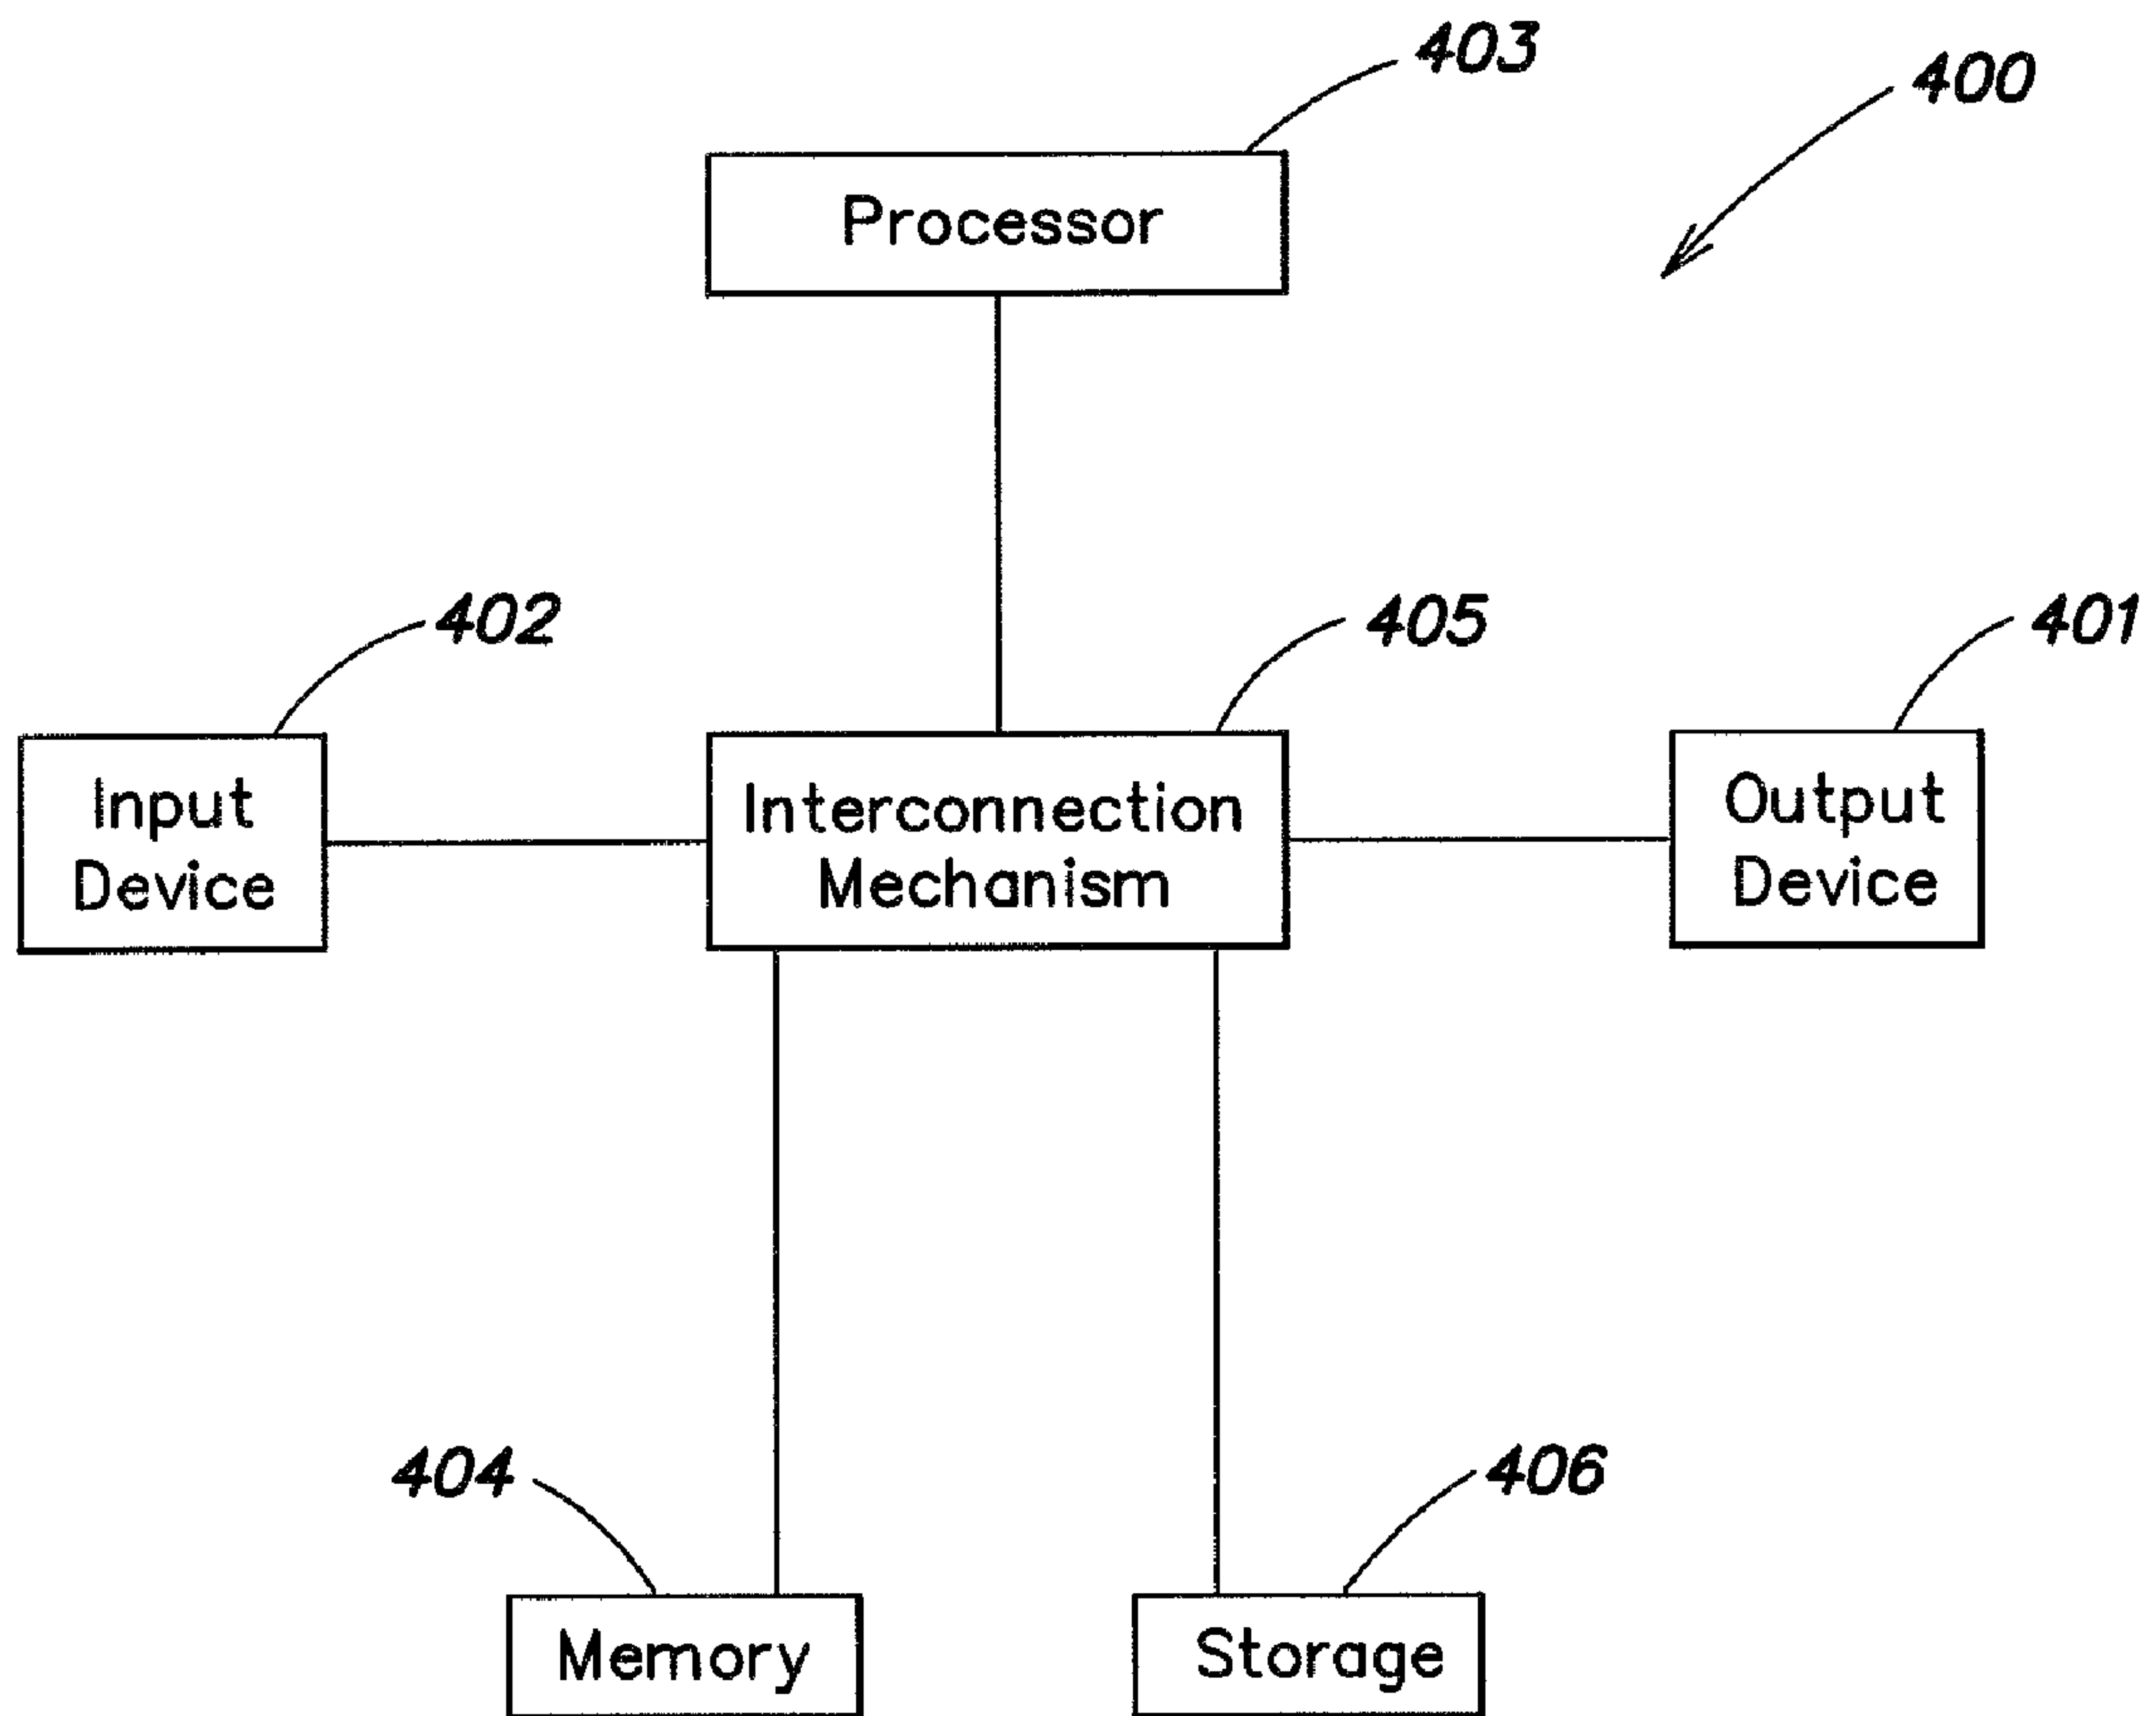 403
400
Processor
402
405
401
Input
Device
Interconnection
Mechanism
Output
Device
404
406
Memory
Storage